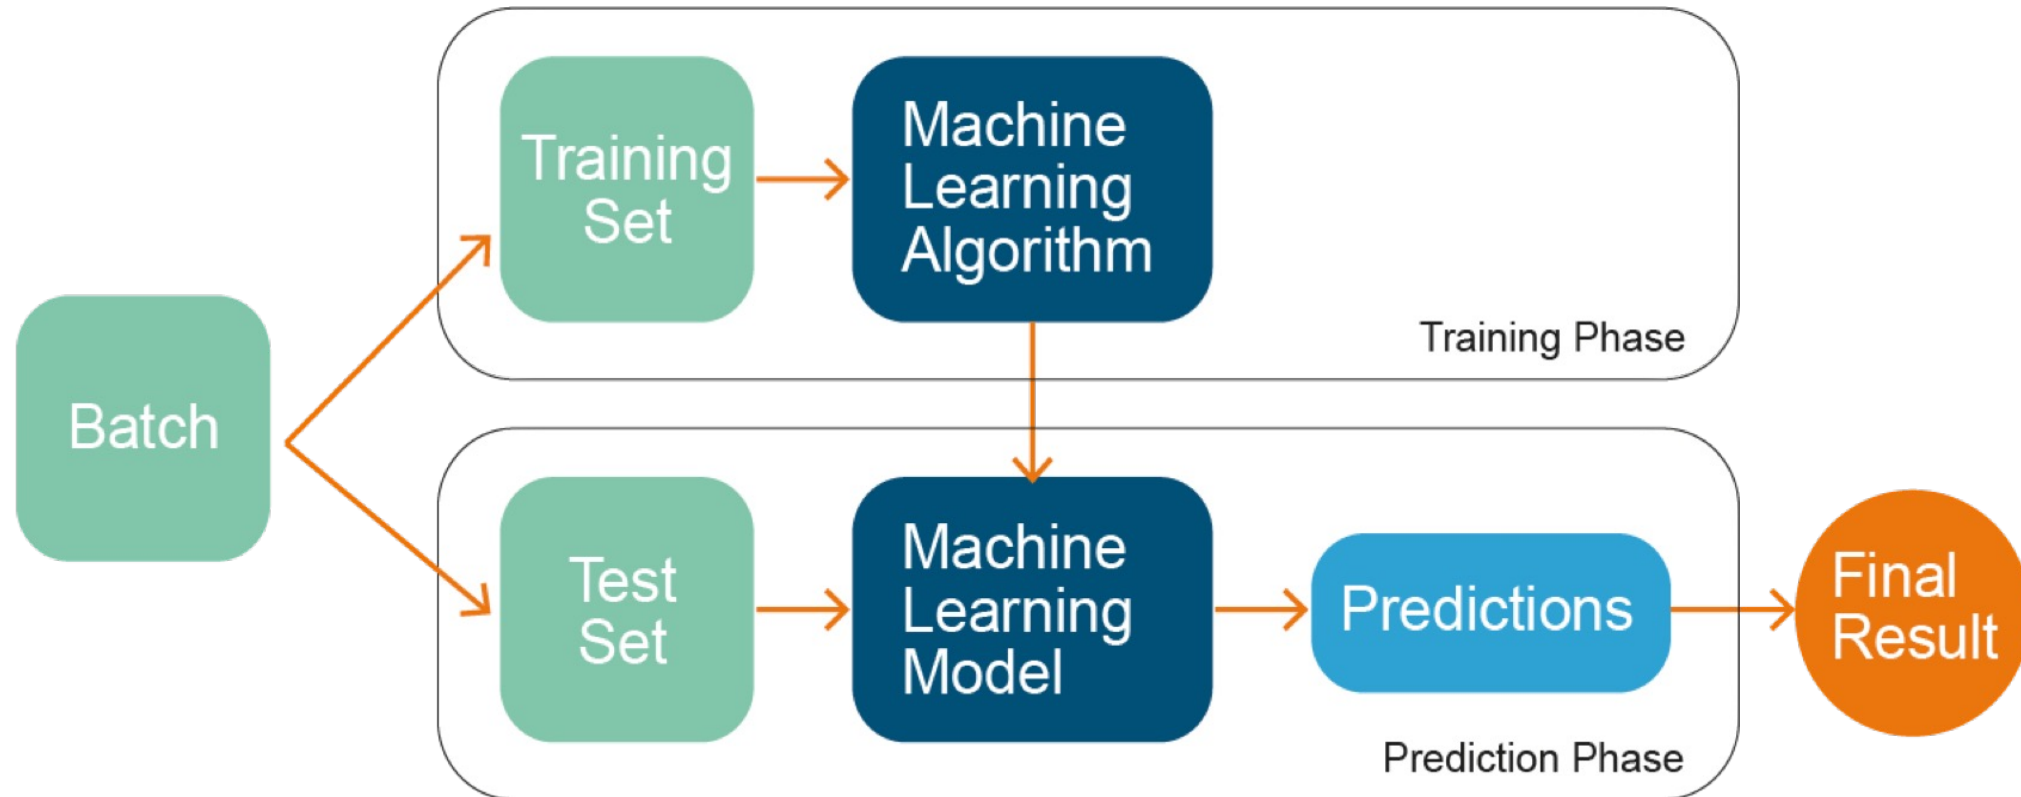 Training
Set
Machine
Learning
Algorithm
Training Phase
Batch
Test
Set
Machine
Learning
Model
Predictions
Final
Result
Prediction Phase